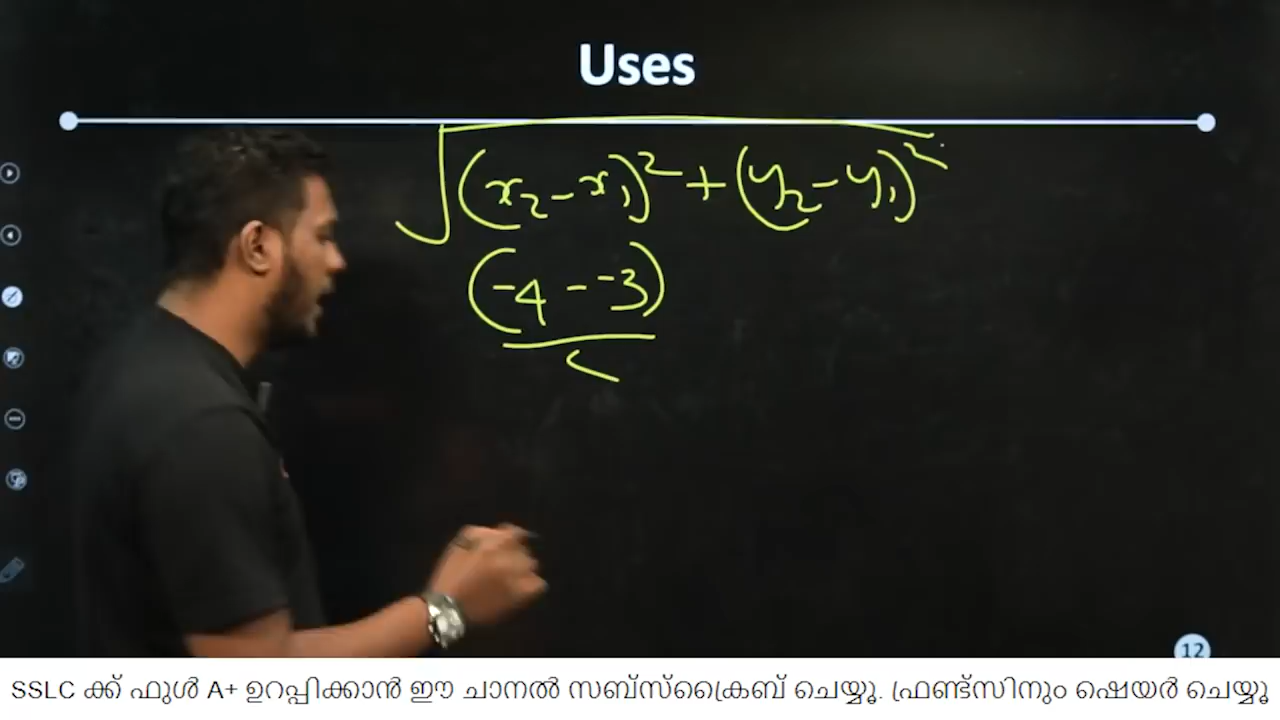 Uses
√(x₂ - x₁)² + (y₂ - y₁)²
(-4 - -3)
12
SSLC ക്ക് ഫുൾ A+ ഉറപ്പിക്കാൻ ഈ ചാനൽ സബ്സ്ക്രൈബ് ചെയ്യൂ. ഫ്രണ്ട്സിനും ഷെയർ ചെയ്യൂ